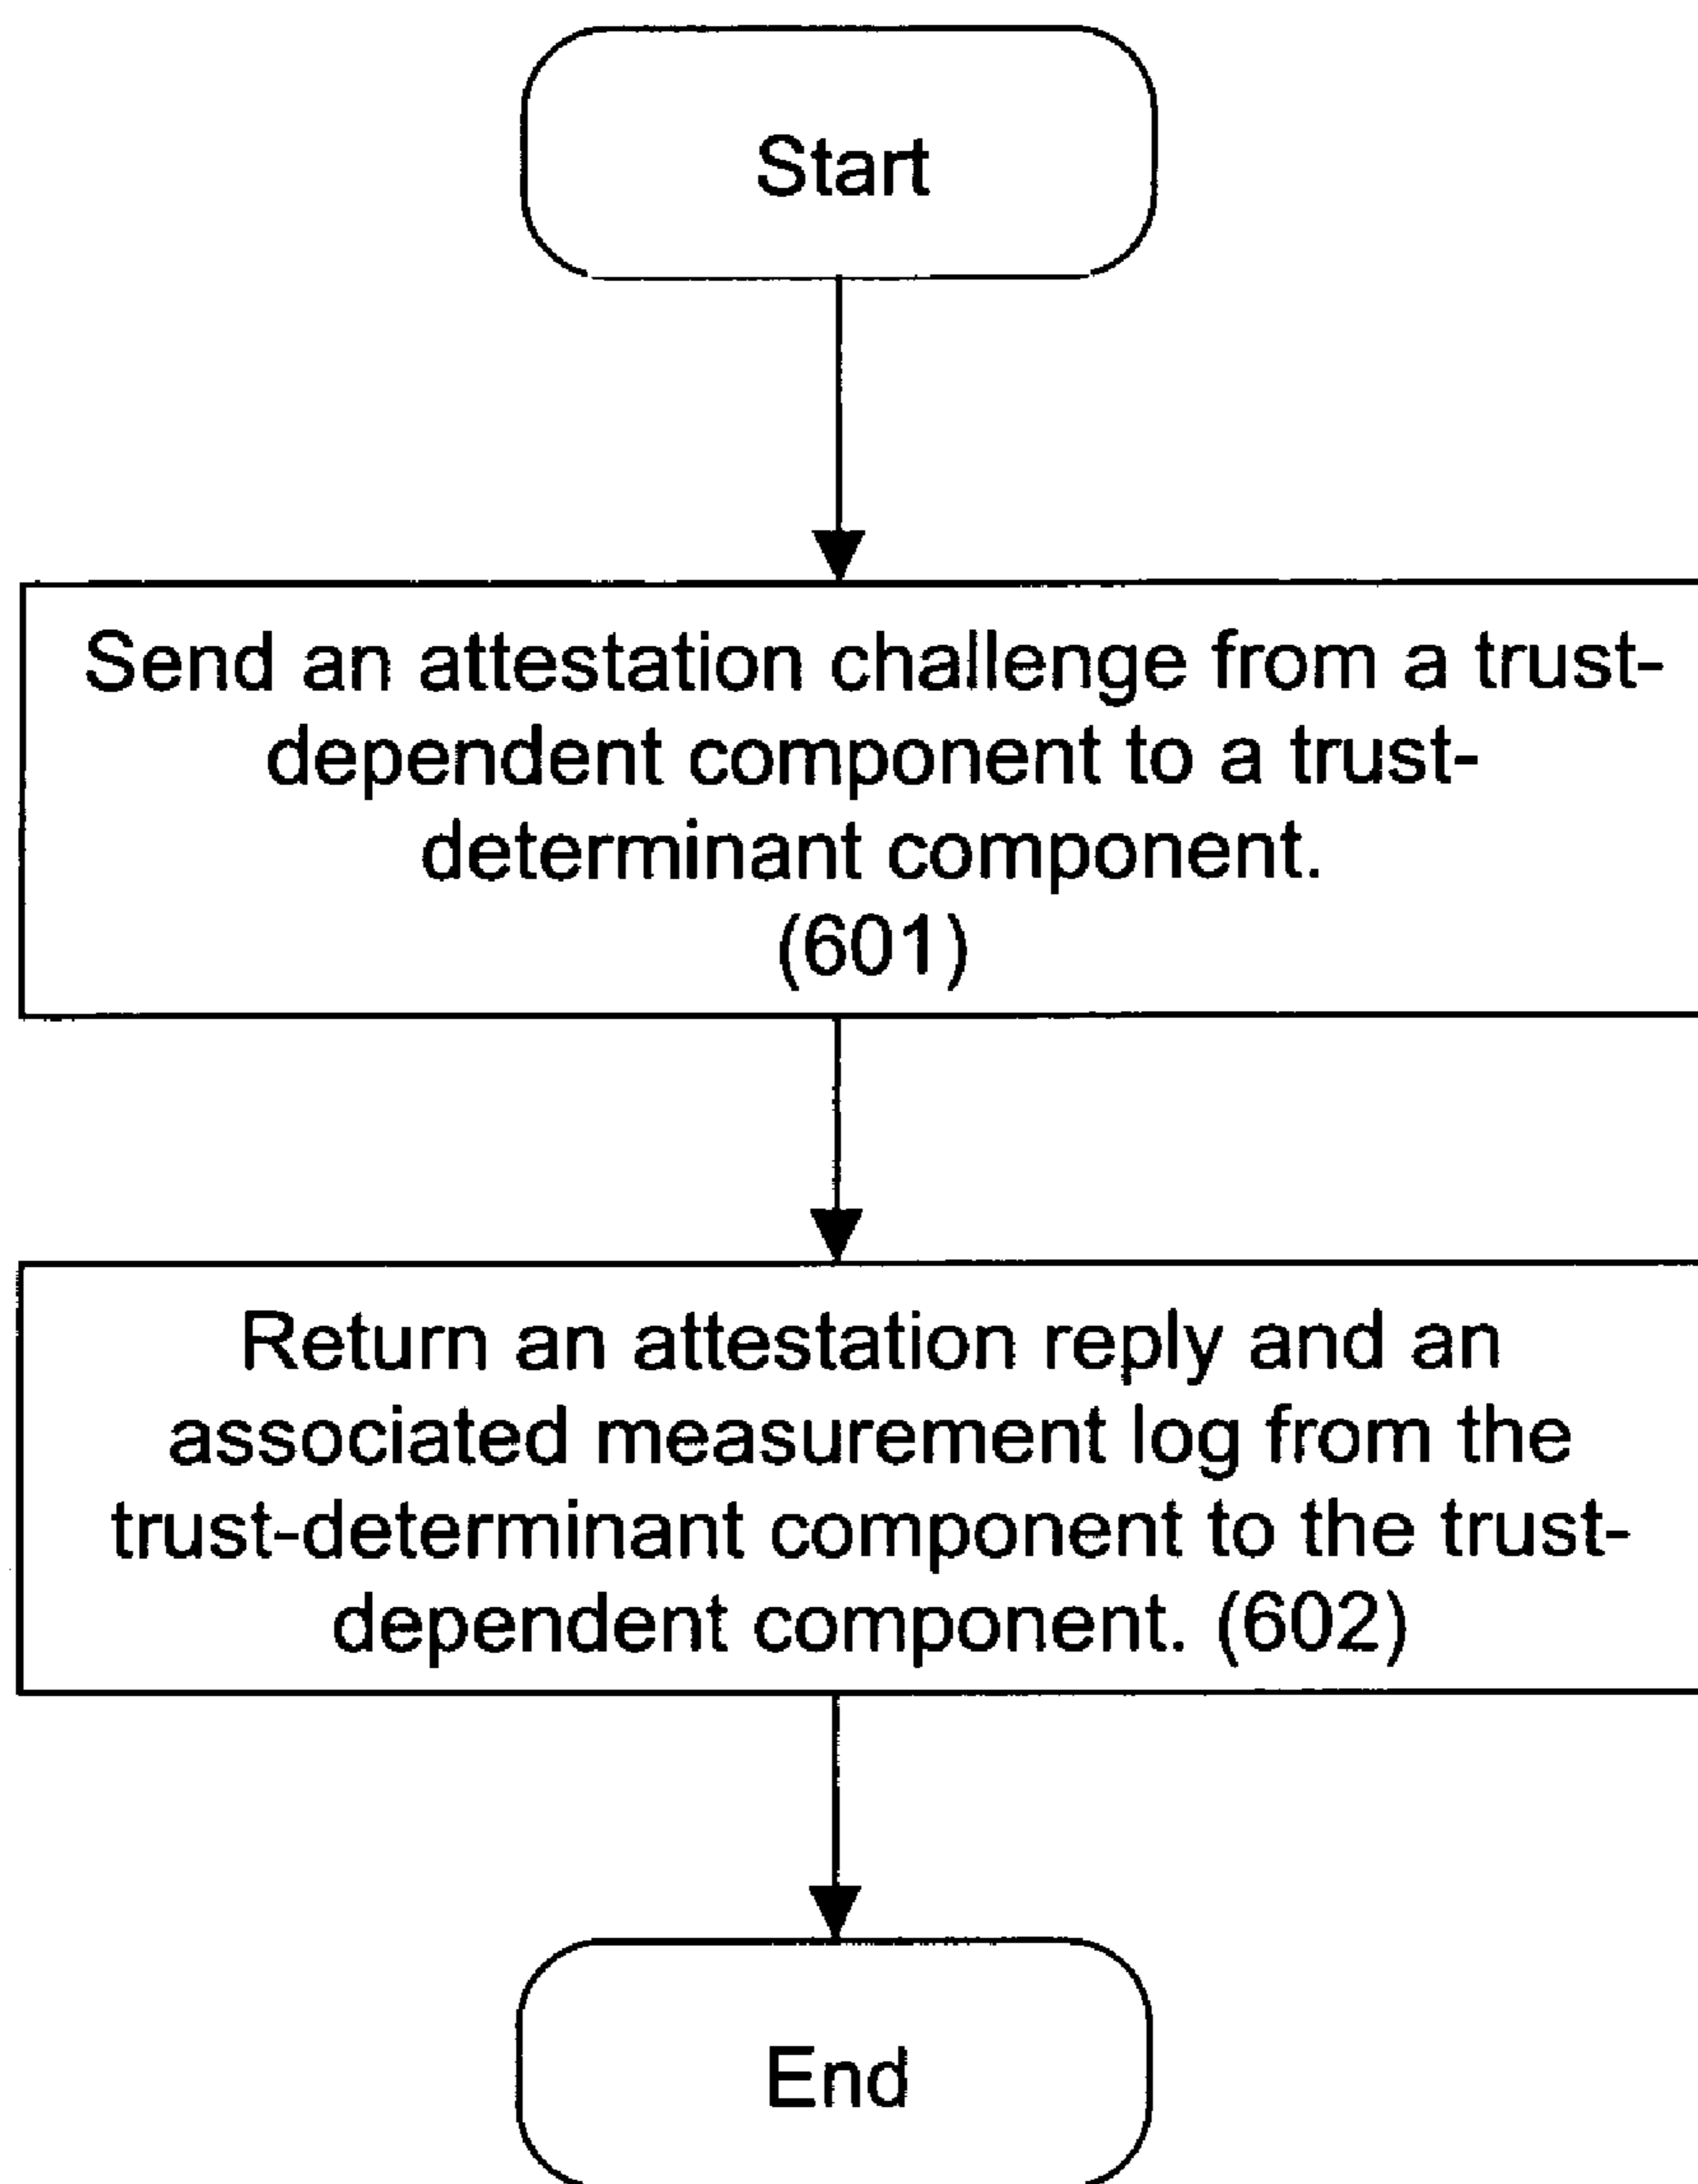 Start
Send an attestation challenge from a trust-
dependent component to a trust-
determinant component.
(601)
Return an attestation reply and an
associated measurement log from the
trust-determinant component to the trust-
dependent component. (602)
End